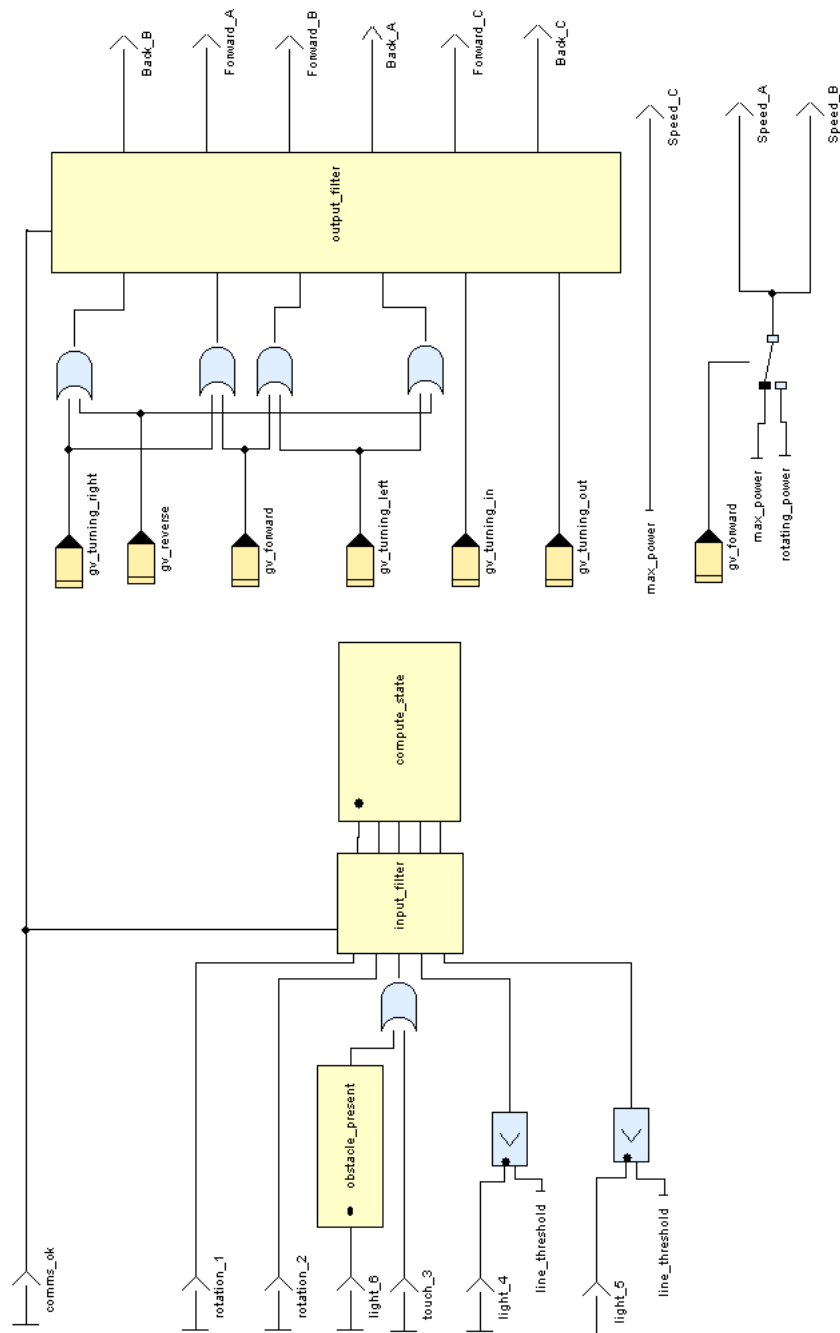 comms_ok
rotation_1
rotation_2
light_6
touch_3
light_4
line_threshold
light_5
line_threshold
obstacle_present
input_filter
compute_state
gv_turning_right
gv_reverse
gv_forward
gv_turning_left
gv_turning_in
gv_turning_out
max_power
gv_forward
max_power
rotating_power
output_filter
Back_B
Forward_A
Forward_B
Back_A
Forward_C
Back_C
Speed_C
Speed_A
Speed_B